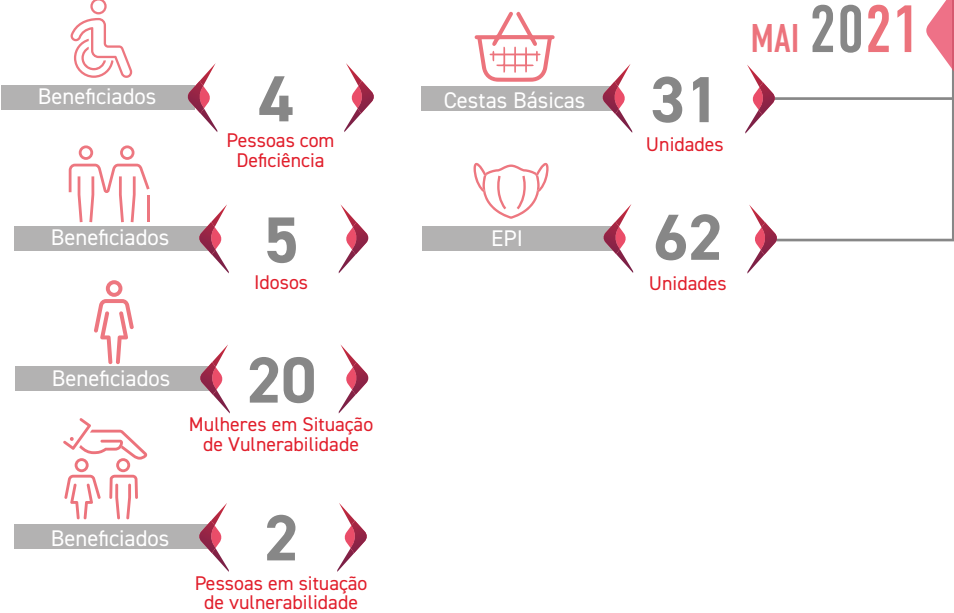 MAI 2021
Beneficiados
4
Pessoas com
Deficiência
Beneficiados
5
Idosos
Beneficiados
20
Mulheres em Situação
de Vulnerabilidade
Beneficiados
2
Pessoas em situação
de vulnerabilidade
Cestas Básicas
31
Unidades
EPI
62
Unidades